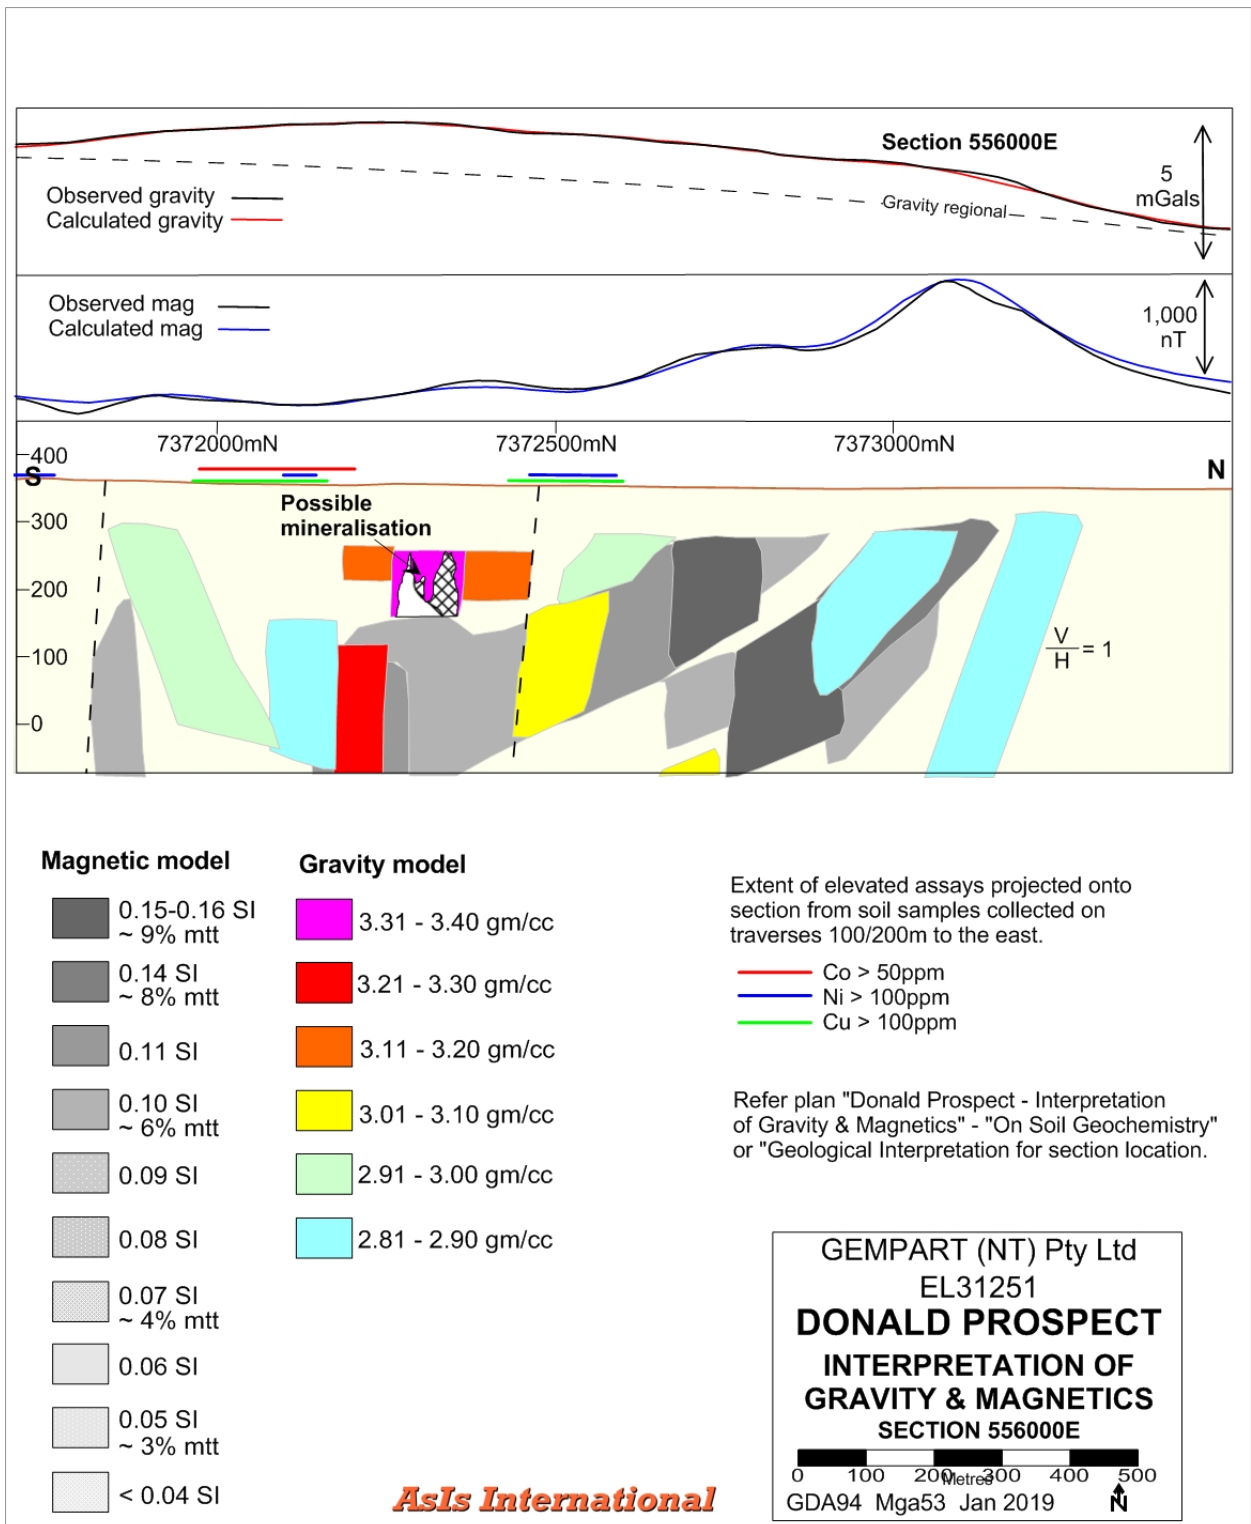 Section 556000E
5
mGals
Observed gravity
Calculated gravity
Gravity regional
Observed mag
Calculated mag
1,000
nT
7372000mN
7372500mN
7373000mN
400
S
N
Possible
mineralisation
300
200
100
0
V
H
= 1
Magnetic model
0.15-0.16 SI
~ 9% mtt
0.14 SI
~ 8% mtt
0.11 SI
0.10 SI
~ 6% mtt
0.09 SI
0.08 SI
0.07 SI
~ 4% mtt
0.06 SI
0.05 SI
~ 3% mtt
< 0.04 SI
Gravity model
3.31 - 3.40 gm/cc
3.21 - 3.30 gm/cc
3.11 - 3.20 gm/cc
3.01 - 3.10 gm/cc
2.91 - 3.00 gm/cc
2.81 - 2.90 gm/cc
Extent of elevated assays projected onto
section from soil samples collected on
traverses 100/200m to the east.
Co > 50ppm
Ni > 100ppm
Cu > 100ppm
Refer plan "Donald Prospect - Interpretation
of Gravity & Magnetics" - "On Soil Geochemistry"
or "Geological Interpretation for section location.
GEMPART (NT) Pty Ltd
EL31251
DONALD PROSPECT
INTERPRETATION OF
GRAVITY & MAGNETICS
SECTION 556000E
0 100 200 300 400 500
Metres
GDA94 Mga53 Jan 2019
N
AsIs International